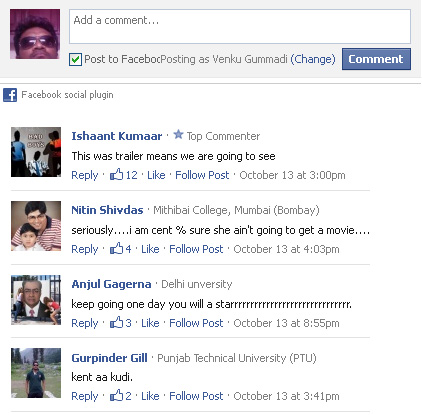 Add a comment...
Post to FacebocPosting as Venku Gummadi (Change) Comment
Facebook social plugin
Ishaant Kumaar · Top Commenter
This was trailer means we are going to see
Reply · 12 · Like · Follow Post · October 13 at 3:00pm
Nitin Shivdas · Mithibai College, Mumbai (Bombay)
seriously....i am cent % sure she ain't going to get a movie....
Reply · 4 · Like · Follow Post · October 13 at 4:03pm
Anjul Gagerna · Delhi unversity
keep going one day you will a starrrrrrrrrrrrrrrrrrrrrrrrrrrr.
Reply · 3 · Like · Follow Post · October 13 at 8:55pm
Gurpinder Gill · Punjab Technical University (PTU)
kent aa kudi.
Reply · 2 · Like · Follow Post · October 13 at 3:41pm